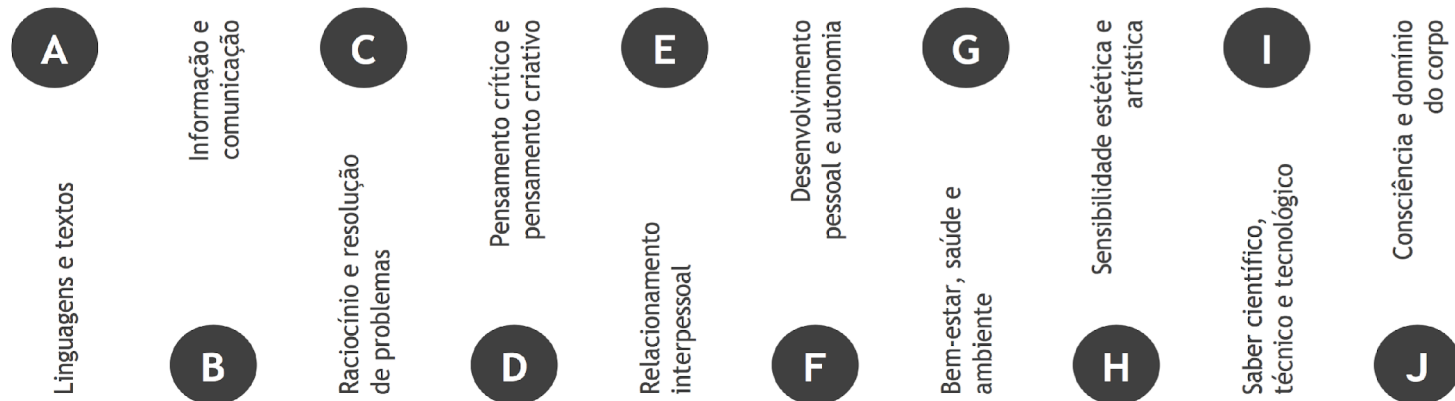 A
Linguagens e textos
Informação e
comunicação
B
C
Raciocínio e resolução
de problemas
Pensamento crítico e
pensamento criativo
D
E
Relacionamento
interpessoal
Desenvolvimento
pessoal e autonomia
F
G
Bem-estar, saúde e
ambiente
Sensibilidade estética e
artística
H
I
Saber científico,
técnico e tecnológico
Consciência e domínio
do corpo
J